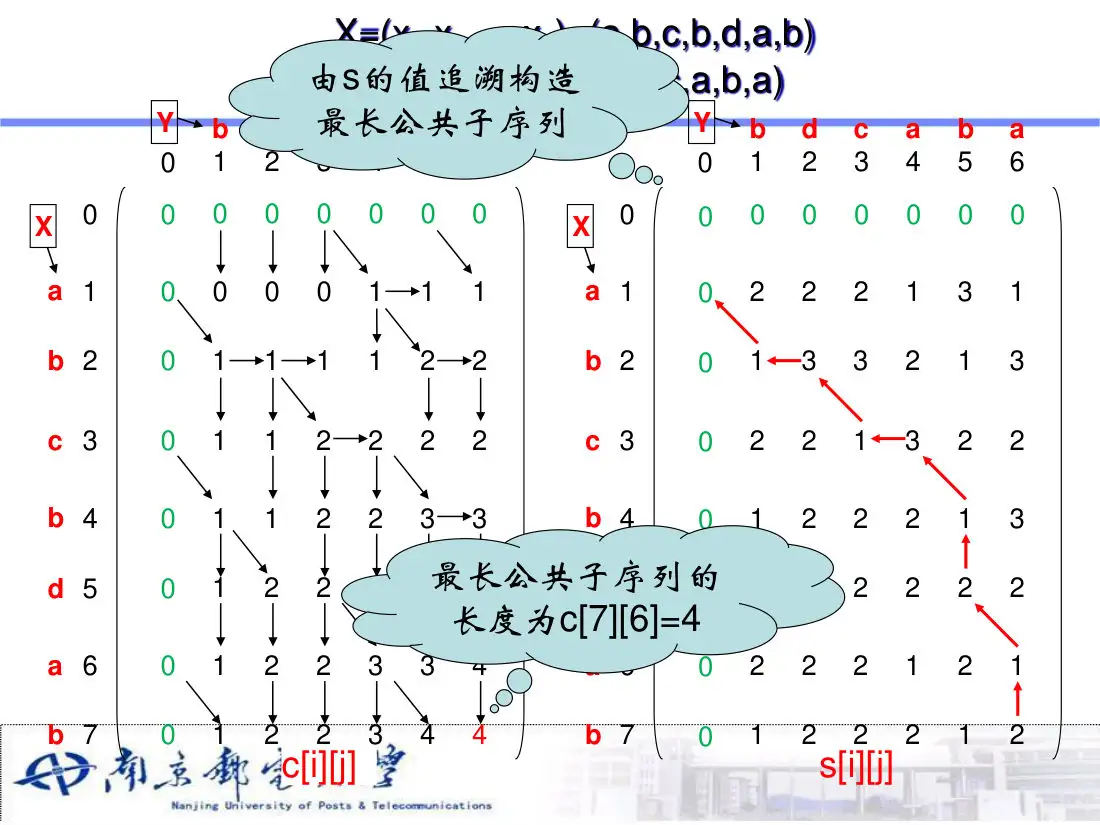 X=(x x x) (a,b,c,b,d,a,b)
由s的值追溯构造
最长公共子序列
c,a,b,a)
Y b Y b d c a b a
0 1 2 0 1 2 3 4 5 6
X 0 0 0 0 0 0 0 0 X 0 0 0 0 0 0 0 0
a 1 0 0 0 0 1 1 1 a 1 0 2 2 2 1 3 1
b 2 0 1 1 1 1 2 2 b 2 0 1 3 3 2 1 3
c 3 0 1 1 2 2 2 2 c 3 0 2 2 1 3 2 2
b 4 0 1 1 2 2 3 3 b 4 0 1 2 2 2 1 3
最长公共子序列的
d 5 0 1 2 2 2 2 2 2
长度为c[7][6]=4
a 6 0 1 2 2 3 3 4 0 2 2 2 1 2 1
b 7 0 1 2 2 3 4 4 b 7 0 1 2 2 2 1 2
c[i][j] s[i][j]
Nanjing University of Posts & Telecommunications